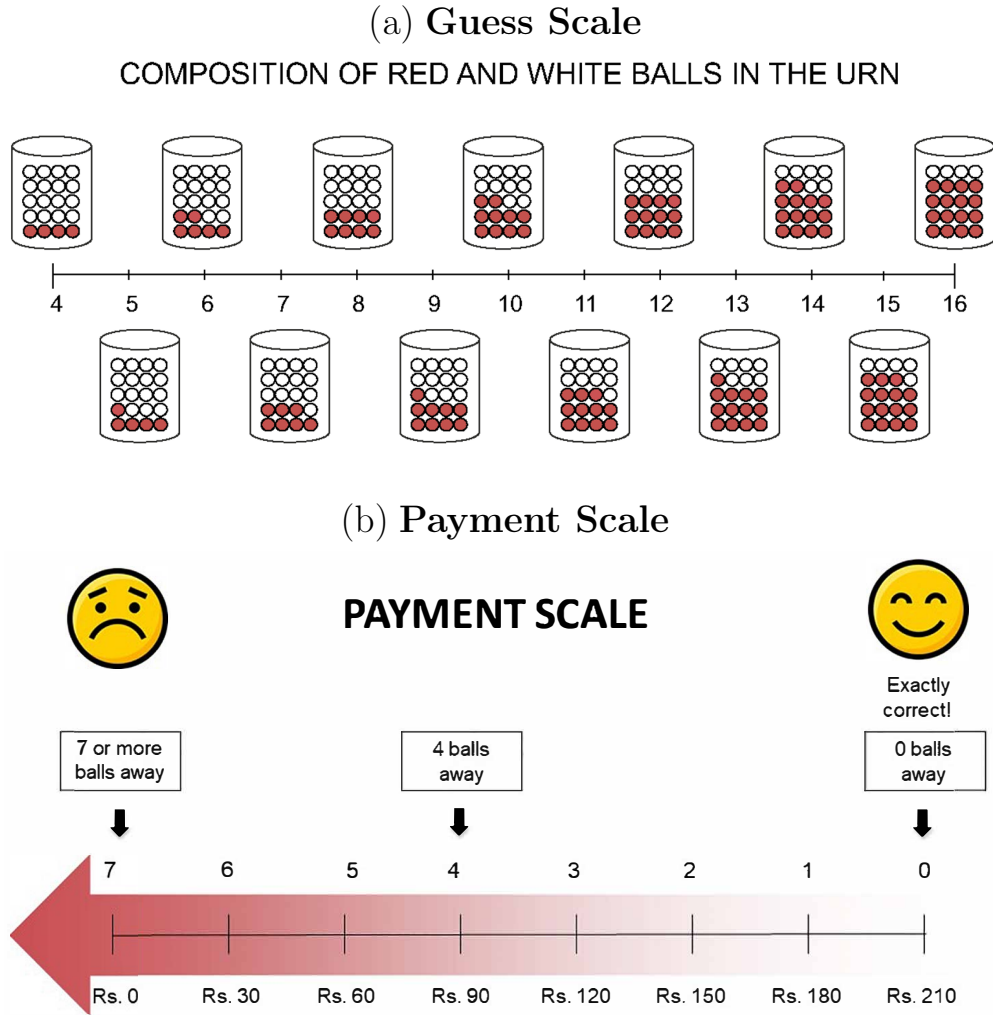 (a) Guess Scale
COMPOSITION OF RED AND WHITE BALLS IN THE URN
4 5 6 7 8 9 10 11 12 13 14 15 16
(b) Payment Scale
PAYMENT SCALE
Exactly
correct!
7 or more
balls away
4 balls
away
0 balls
away
7 6 5 4 3 2 1 0
Rs. 0 Rs. 30 Rs. 60 Rs. 90 Rs. 120 Rs. 150 Rs. 180 Rs. 210